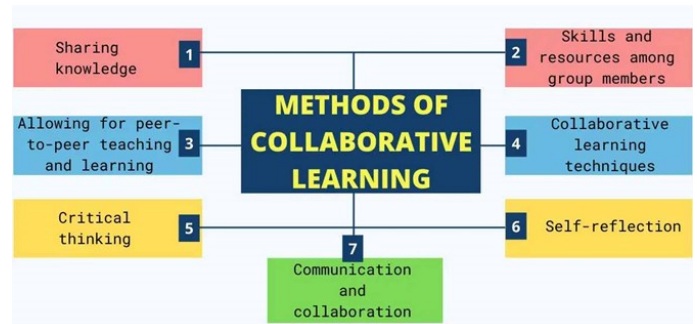 METHODS OF
COLLABORATIVE
LEARNING
1
Sharing
knowledge
2
Skills and
resources among
group members
3
Allowing for peer-
to-peer teaching
and learning
4
Collaborative
learning
techniques
5
Critical
thinking
6
Self-reflection
7
Communication
and
collaboration